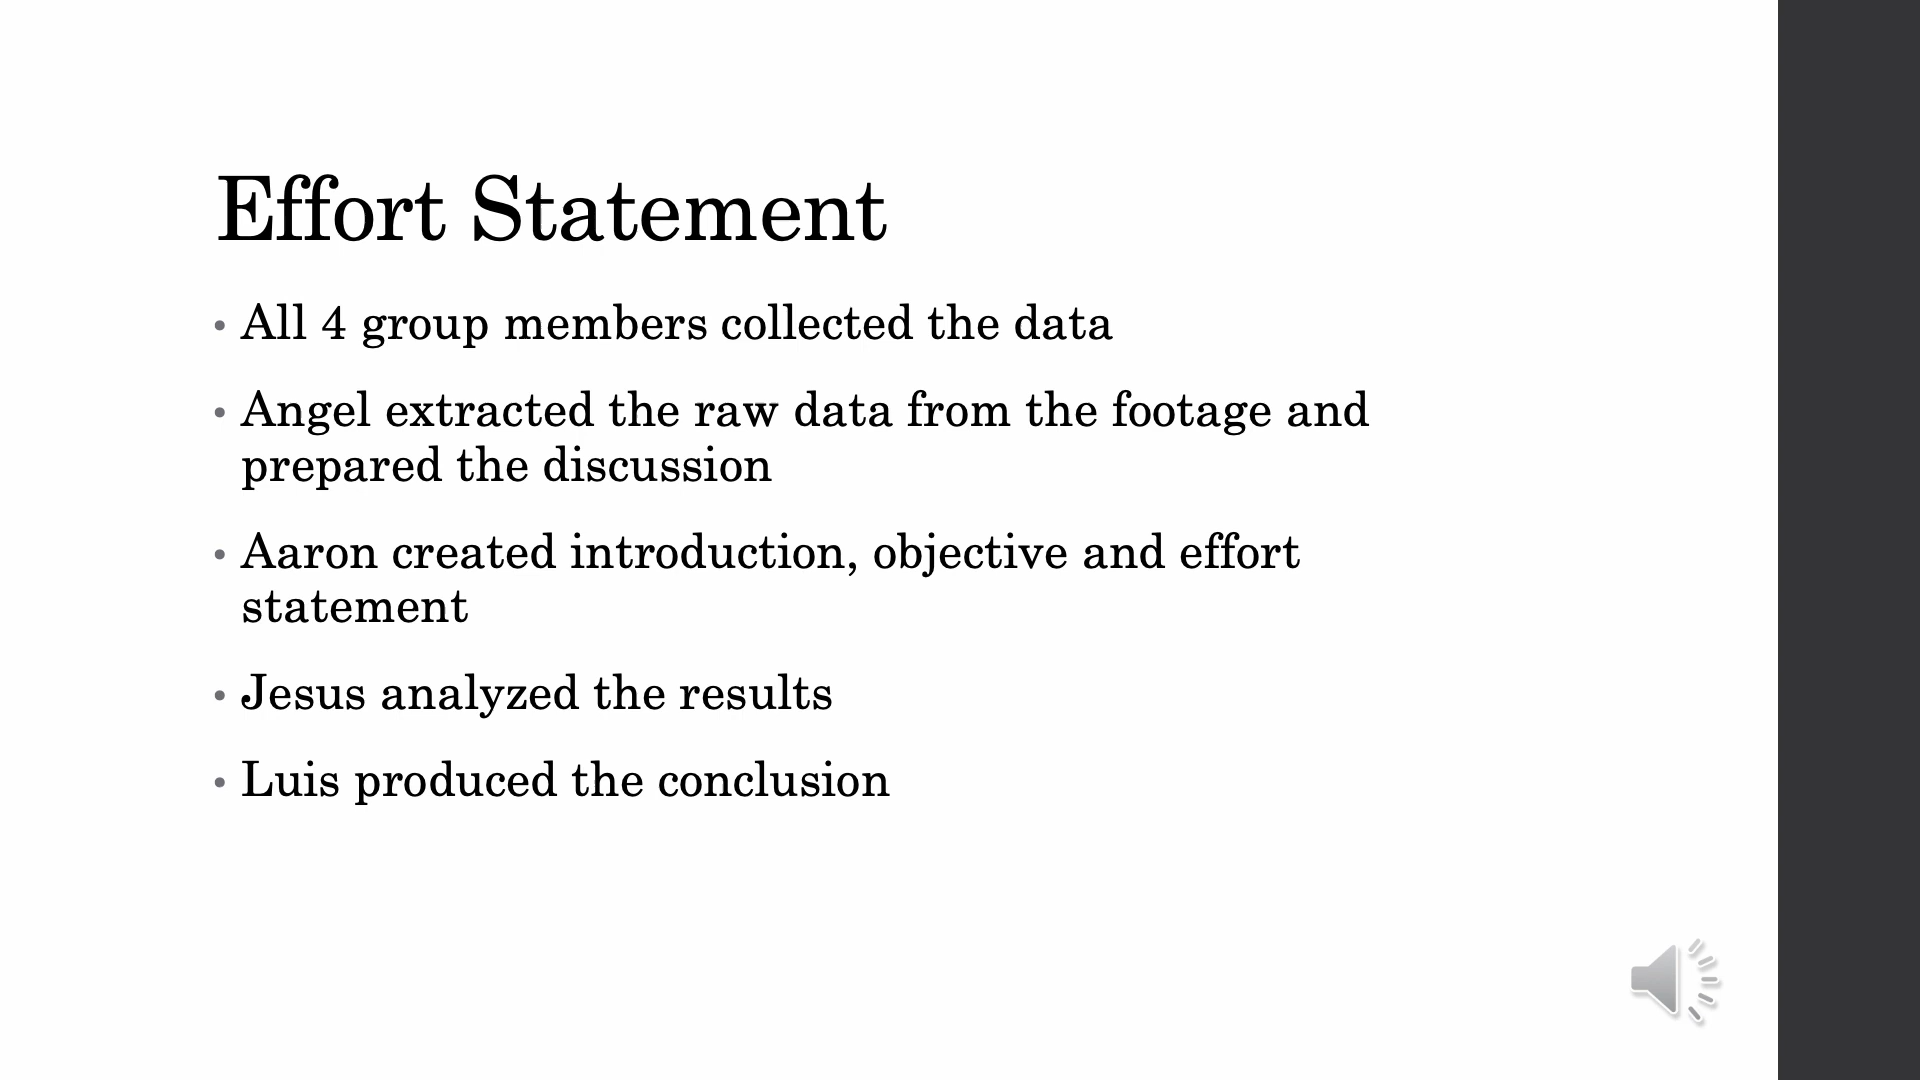 Effort Statement
• All 4 group members collected the data
• Angel extracted the raw data from the footage and
prepared the discussion
• Aaron created introduction, objective and effort
statement
• Jesus analyzed the results
• Luis produced the conclusion